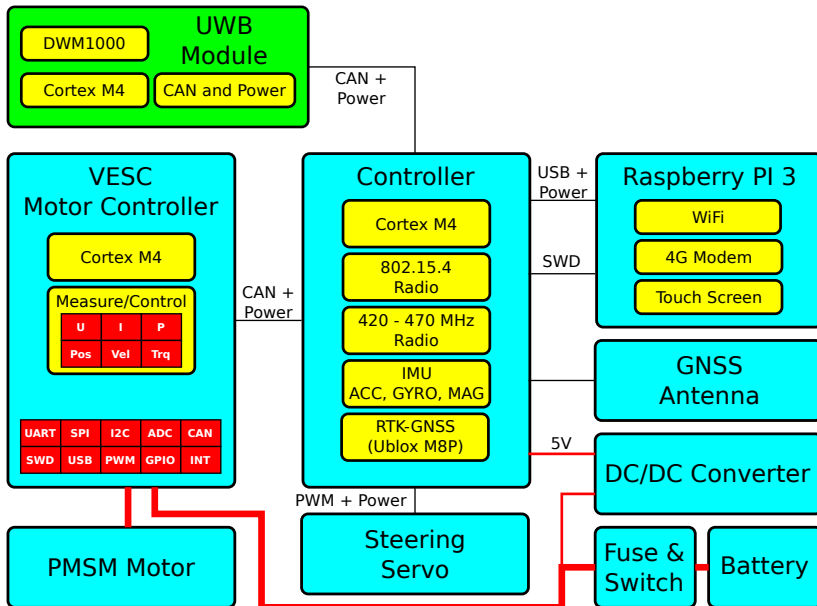 UWB
Module
DWM1000
Cortex M4
CAN and Power
CAN +
Power
VESC
Motor Controller
Cortex M4
Measure/Control
U I P
Pos Vel Trq
UART SPI I2C ADC CAN
SWD USB PWM GPIO INT
CAN +
Power
Controller
Cortex M4
802.15.4
Radio
420 - 470 MHz
Radio
IMU
ACC, GYRO, MAG
RTK-GNSS
(Ublox M8P)
USB +
Power
SWD
Raspberry PI 3
WiFi
4G Modem
Touch Screen
GNSS
Antenna
5V
DC/DC Converter
PWM + Power
PMSM Motor
Steering
Servo
Fuse &
Switch
Battery